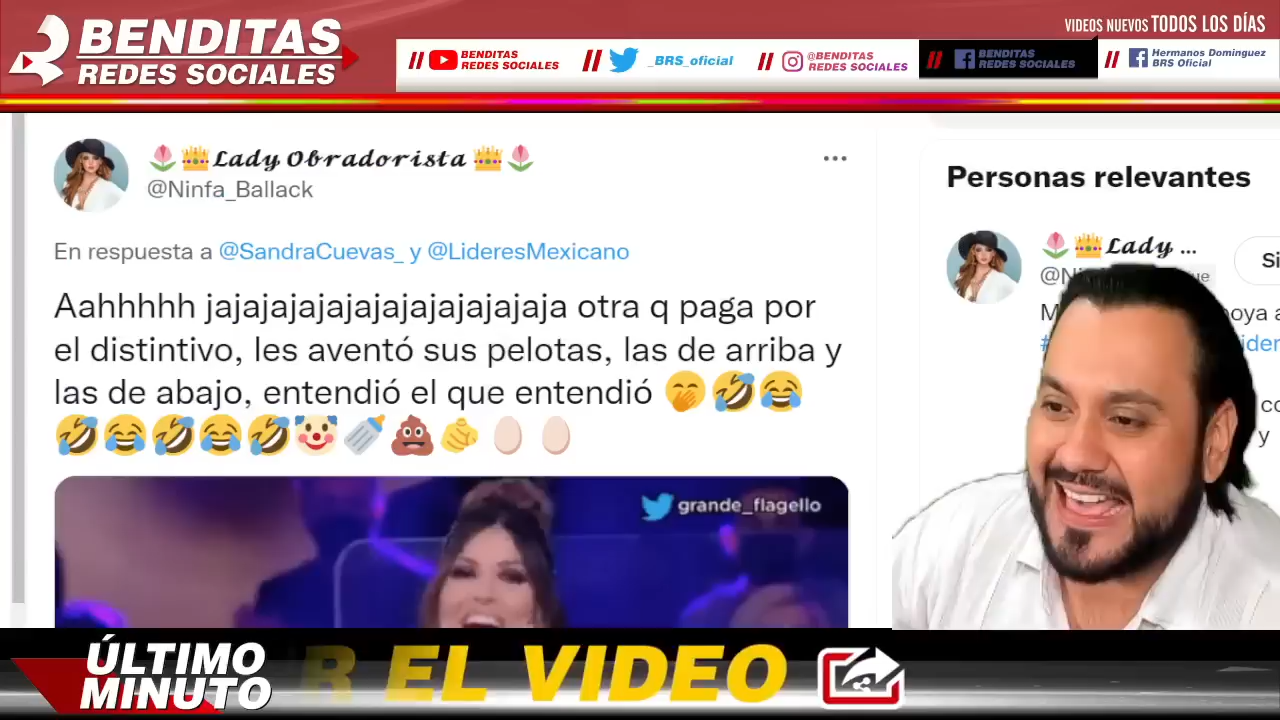 BENDITAS
REDES SOCIALES
VIDEOS NUEVOS TODOS LOS DÍAS
// BENDITAS
REDES SOCIALES
// _BRS_oficial
// @BENDITAS
REDES SOCIALES
// BENDITAS
REDES SOCIALES
// Hermanos Dominguez
BRS Oficial
🌷👑𝓛𝓪𝓭𝔂 𝓞𝓫𝓻𝓪𝓭𝓸𝓻𝓲𝓼𝓽𝓪 👑🌷
@Ninfa_Ballack
En respuesta a @SandraCuevas_ y @LideresMexicano
Aahhhhh jajajajajajajajajajajajaja otra q paga por
el distintivo, les aventó sus pelotas, las de arriba y
las de abajo, entendió el que entendió 🤭🤣😂
🤣😂🤣😂🤣🤡🍼💩🫵🥚🥚
grande_flagello
Personas relevantes
🌷👑𝓛𝓪𝓭𝔂 ...
ÚLTIMO
MINUTO
R EL VIDEO